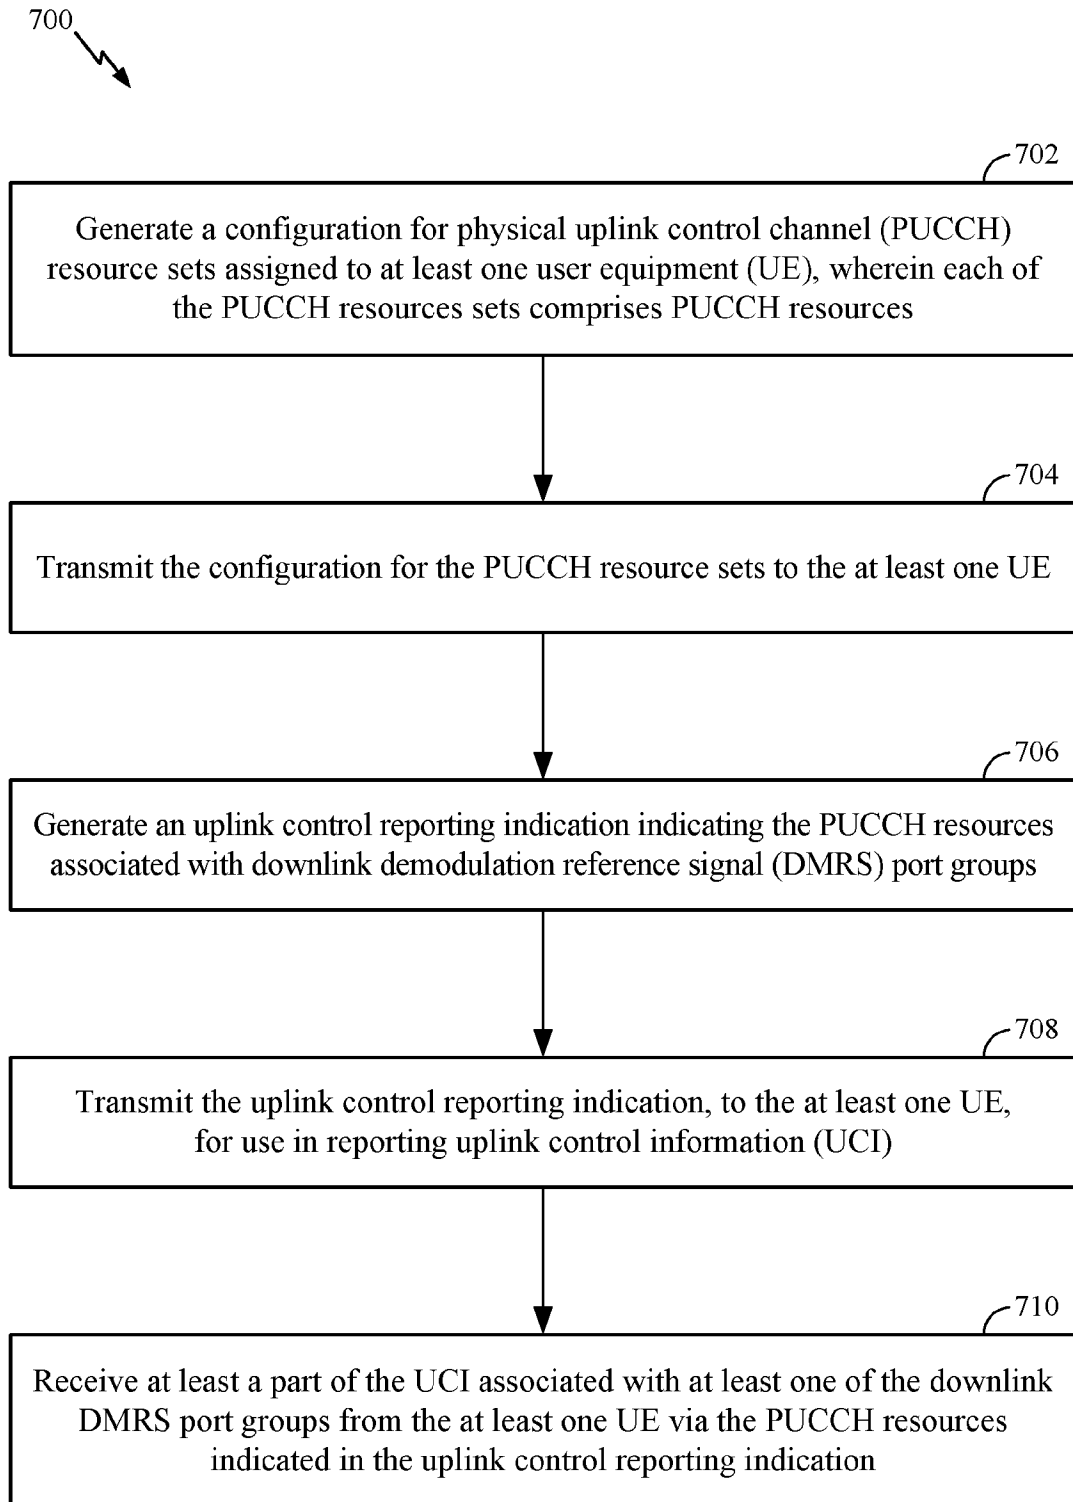 700
702
Generate a configuration for physical uplink control channel (PUCCH)
resource sets assigned to at least one user equipment (UE), wherein each of
the PUCCH resources sets comprises PUCCH resources
704
Transmit the configuration for the PUCCH resource sets to the at least one UE
706
Generate an uplink control reporting indication indicating the PUCCH resources
associated with downlink demodulation reference signal (DMRS) port groups
708
Transmit the uplink control reporting indication, to the at least one UE,
for use in reporting uplink control information (UCI)
710
Receive at least a part of the UCI associated with at least one of the downlink
DMRS port groups from the at least one UE via the PUCCH resources
indicated in the uplink control reporting indication